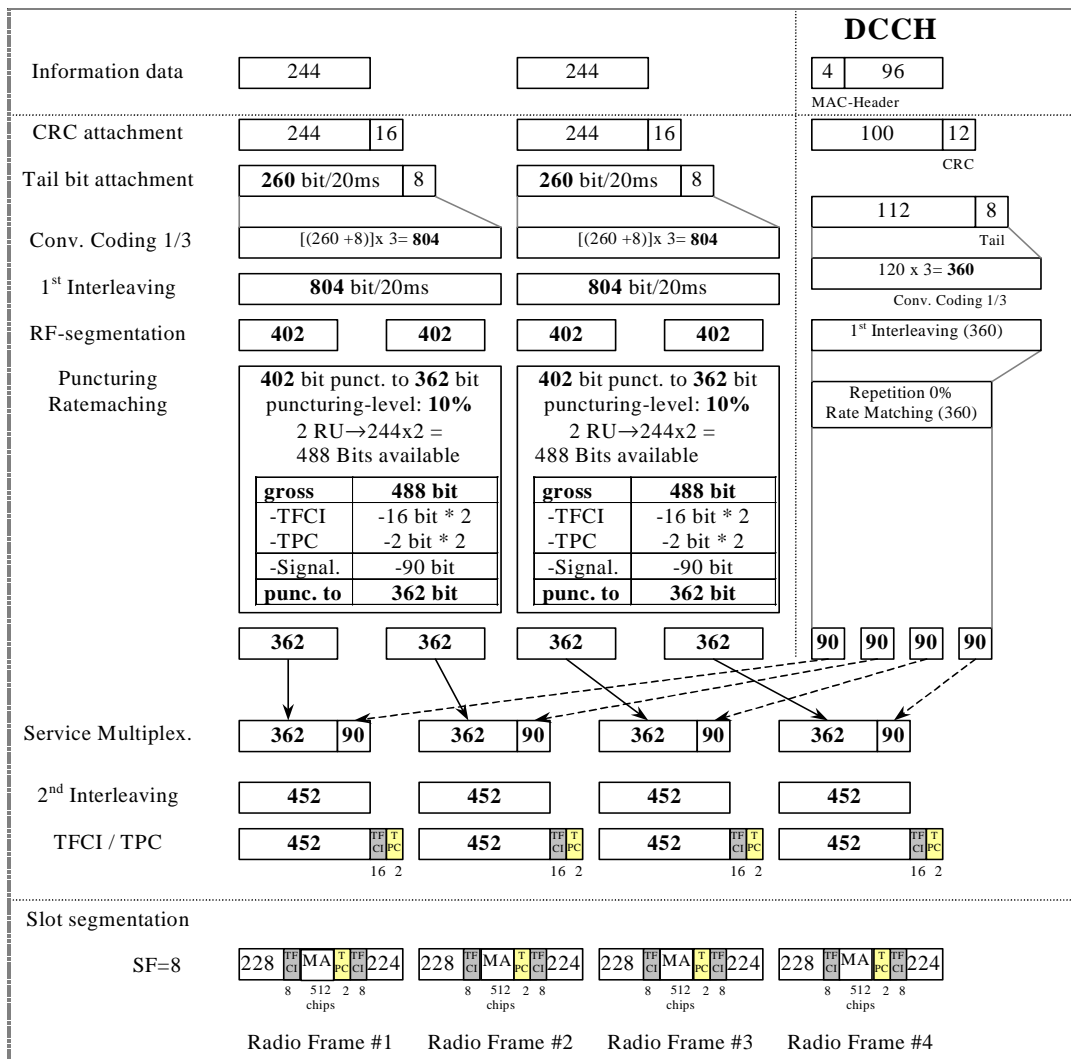 DCCH
Information data 244 244 4 96
MAC-Header
CRC attachment 244 16 244 16 100 12
CRC
Tail bit attachment 260 bit/20ms 8 260 bit/20ms 8
112 8
Tail
Conv. Coding 1/3 [(260 +8)]x 3= 804 [(260 +8)]x 3= 804
120 x 3= 360
Conv. Coding 1/3
1st Interleaving 804 bit/20ms 804 bit/20ms
RF-segmentation 402 402 402 402 1st Interleaving (360)
Puncturing
Ratemaching
402 bit punct. to 362 bit
puncturing-level: 10%
2 RU→244x2 =
488 Bits available
gross 488 bit
-TFCI -16 bit * 2
-TPC -2 bit * 2
-Signal. -90 bit
punc. to 362 bit
402 bit punct. to 362 bit
puncturing-level: 10%
2 RU→244x2 =
488 Bits available
gross 488 bit
-TFCI -16 bit * 2
-TPC -2 bit * 2
-Signal. -90 bit
punc. to 362 bit
Repetition 0%
Rate Matching (360)
362 362 362 362 90 90 90 90
Service Multiplex. 362 90 362 90 362 90 362 90
2nd Interleaving 452 452 452 452
TFCI / TPC 452 TFCI TPC 452 TFCI TPC 452 TFCI TPC 452 TFCI TPC
16 2 16 2 16 2 16 2
Slot segmentation
SF=8 228 TFCI MA TPC TFCI 224 228 TFCI MA TPC TFCI 224 228 TFCI MA TPC TFCI 224 228 TFCI MA TPC TFCI 224
8 512 2 8 8 512 2 8 8 512 2 8 8 512 2 8
chips chips chips chips
Radio Frame #1 Radio Frame #2 Radio Frame #3 Radio Frame #4